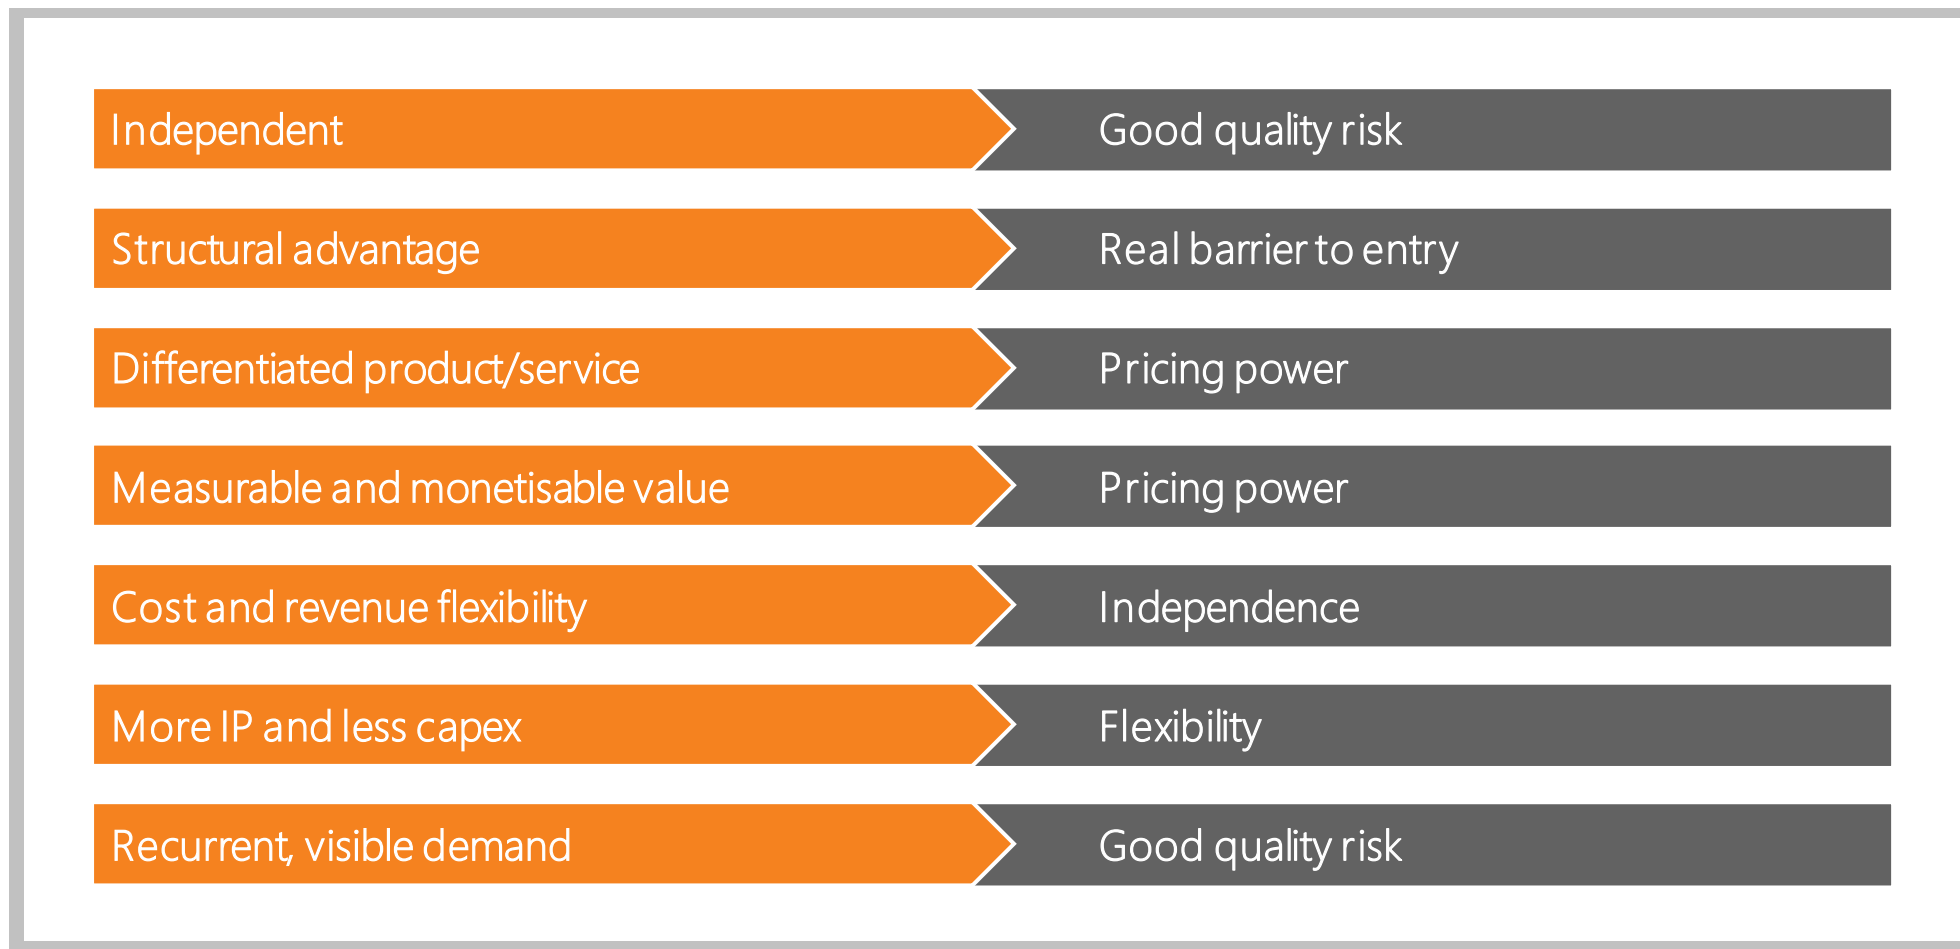 Independent
Good quality risk
Structural advantage
Real barrier to entry
Differentiated product/service
Pricing power
Measurable and monetisable value
Pricing power
Cost and revenue flexibility
Independence
More IP and less capex
Flexibility
Recurrent, visible demand
Good quality risk